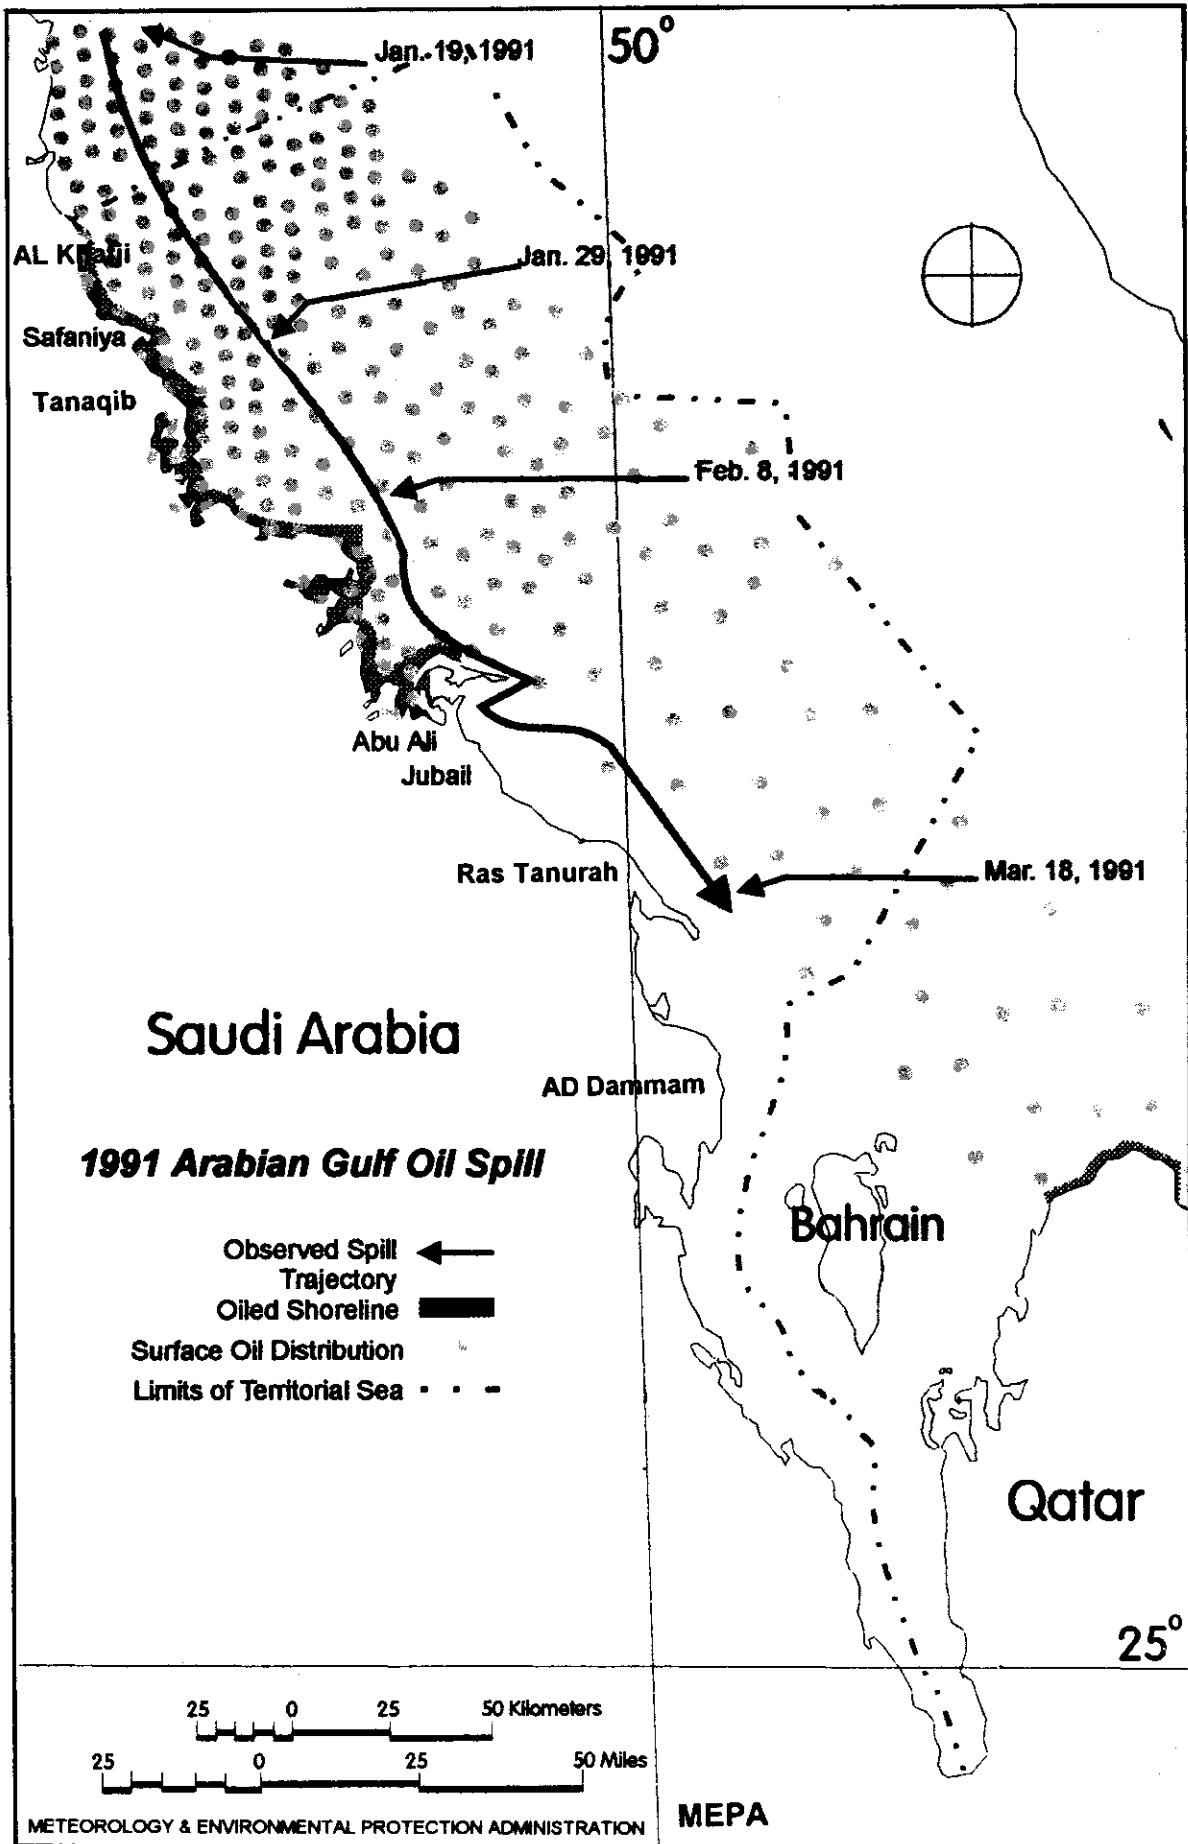 50°
Jan. 19, 1991
AL Khafji
Jan. 29, 1991
Safaniya
Tanaqib
Feb. 8, 1991
Abu Ali
Jubail
Ras Tanurah
Mar. 18, 1991
Saudi Arabia
AD Dammam
1991 Arabian Gulf Oil Spill
Bahrain
Observed Spill
Trajectory
Oiled Shoreline
Surface Oil Distribution
Limits of Territorial Sea
Qatar
25°
25 0 25 50 Kilometers
25 0 25 50 Miles
METEOROLOGY & ENVIRONMENTAL PROTECTION ADMINISTRATION
MEPA